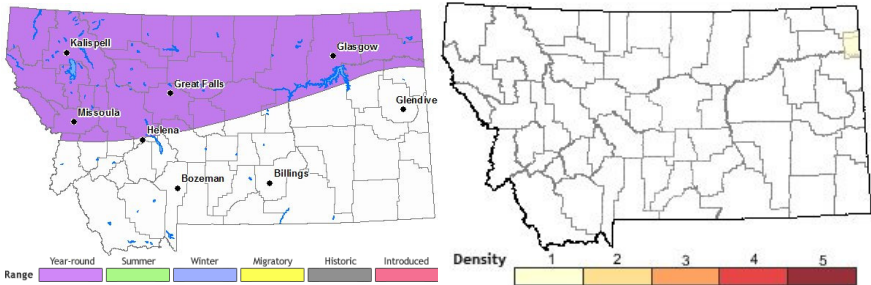 Kalispell
Glasgow
Great Falls
Glendive
Missoula
Helena
Bozeman
Billings
Year-round Summer Winter Migratory Historic Introduced
Range
Density 1 2 3 4 5